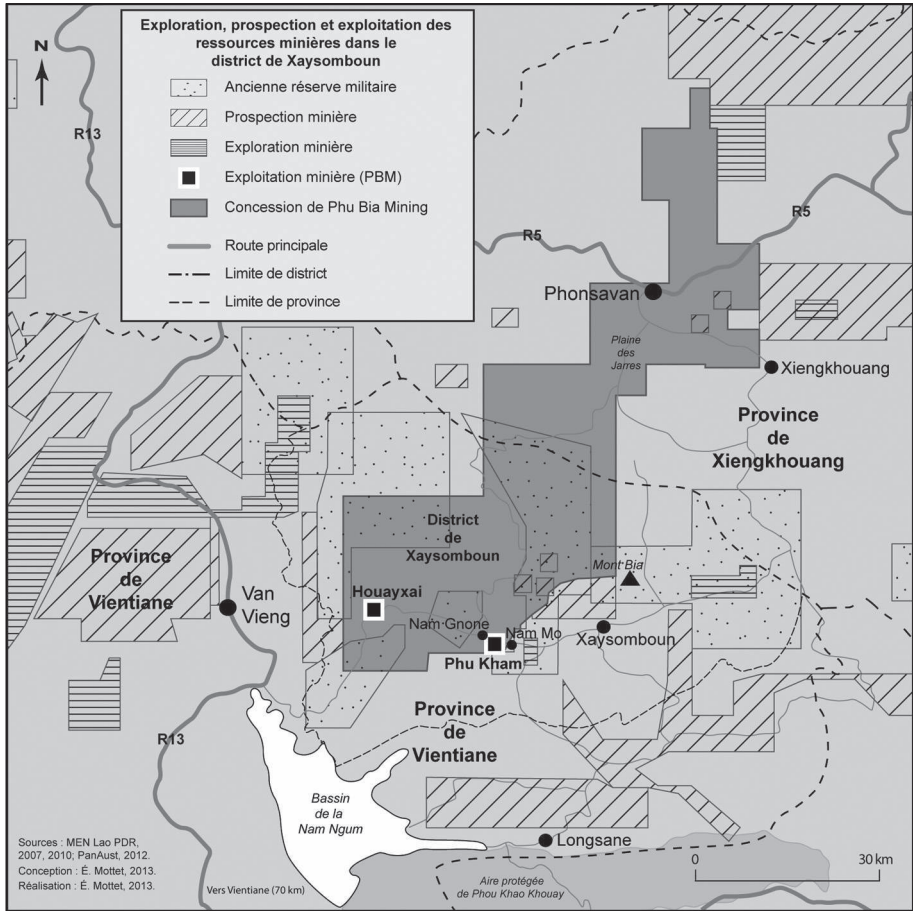 Exploration, prospection et exploitation des
ressources minières dans le
district de Xaysomboun
N
Ancienne réserve militaire
Prospection minière
Exploration minière
Exploitation minière (PBM)
Concession de Phu Bia Mining
Route principale
Limite de district
Limite de province
R13
R5
R5
Phonsavan
Plaine
des
Jarres
Xiengkhouang
Province
de
Xiengkhouang
District
de
Xaysomboun
Mont Bia
Province
de
Vientiane
Van
Vieng
Houayxai
Nam Gnone
Nam Mo
Xaysomboun
Phu Kham
Province
de
Vientiane
R13
Bassin
de la
Nam Ngum
Longsane
Sources : MEN Lao PDR,
2007, 2010; PanAust, 2012.
Conception : É. Mottet, 2013.
Réalisation : É. Mottet, 2013.
Vers Vientiane (70 km)
Aire protégée
de Phou Khao Khouay
0 30 km